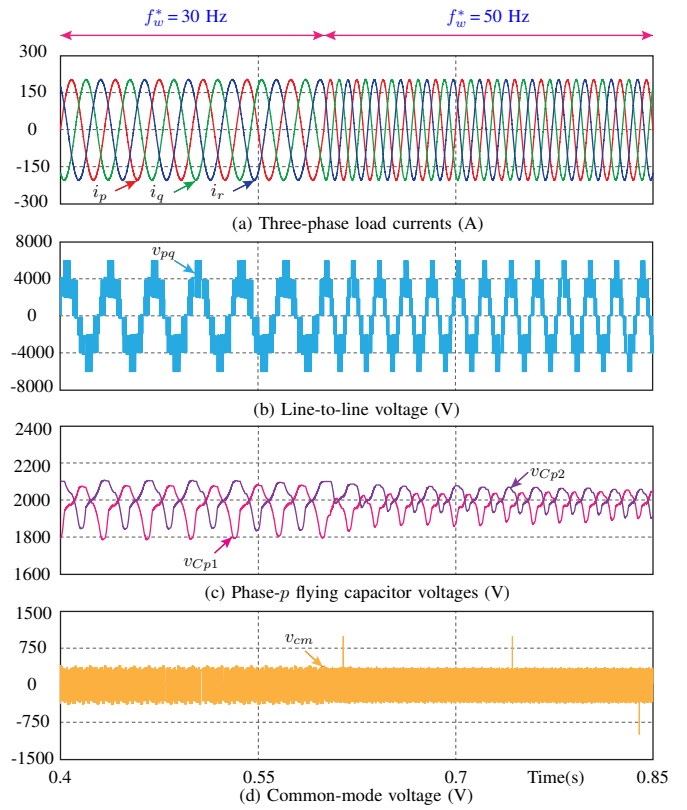 f*w = 30 Hz f*w = 50 Hz
300
150
0
-150
-300
ip iq ir
(a) Three-phase load currents (A)
8000
4000
0
-4000
-8000
vpq
(b) Line-to-line voltage (V)
2400
2200
2000
1800
1600
vCp2
vCp1
(c) Phase-p flying capacitor voltages (V)
1500
750
0
-750
-1500
vcm
0.4 0.55 0.7 Time(s) 0.85
(d) Common-mode voltage (V)